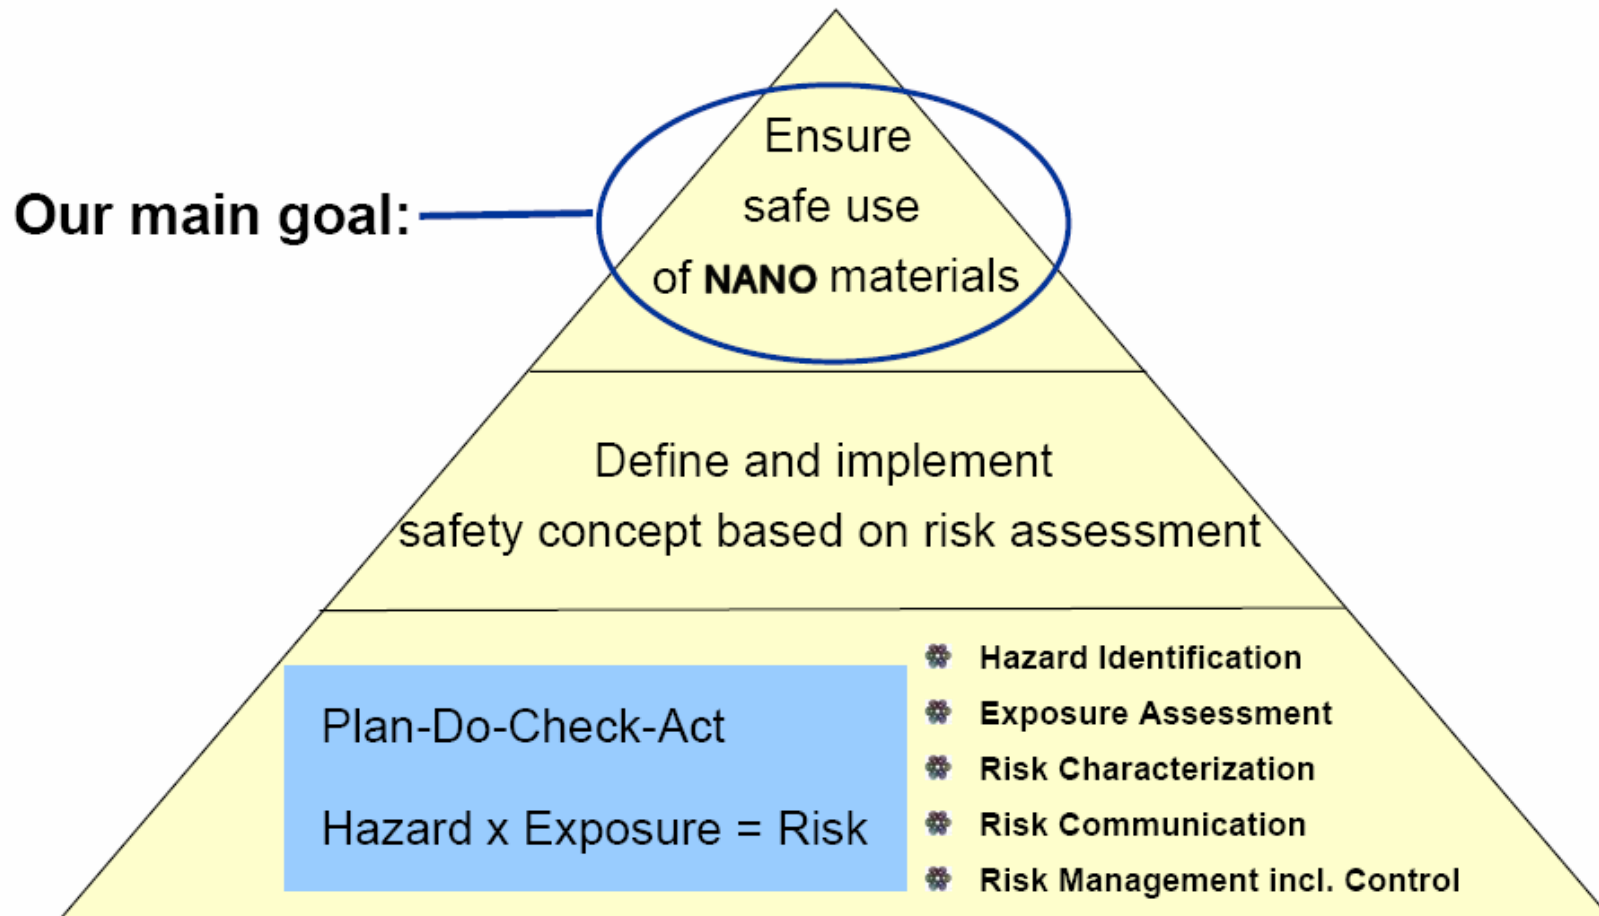 Ensure
safe use
of NANO materials
Our main goal:
Define and implement
safety concept based on risk assessment
Plan-Do-Check-Act
Hazard x Exposure = Risk
Hazard Identification
Exposure Assessment
Risk Characterization
Risk Communication
Risk Management incl. Control